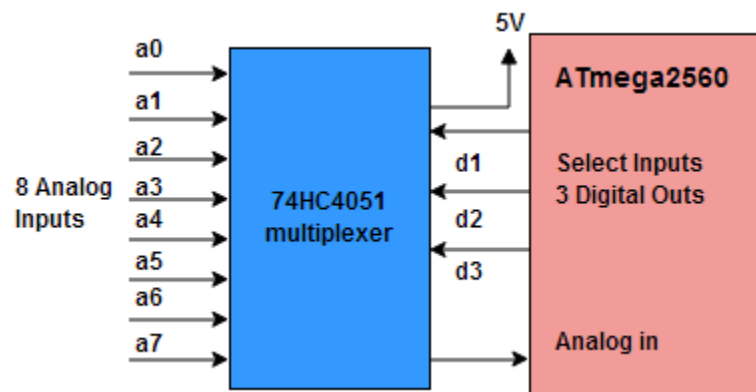 5V
a0
a1
a2
a3
a4
a5
a6
a7
8 Analog
Inputs
74HC4051
multiplexer
d1
d2
d3
ATmega2560
Select Inputs
3 Digital Outs
Analog in